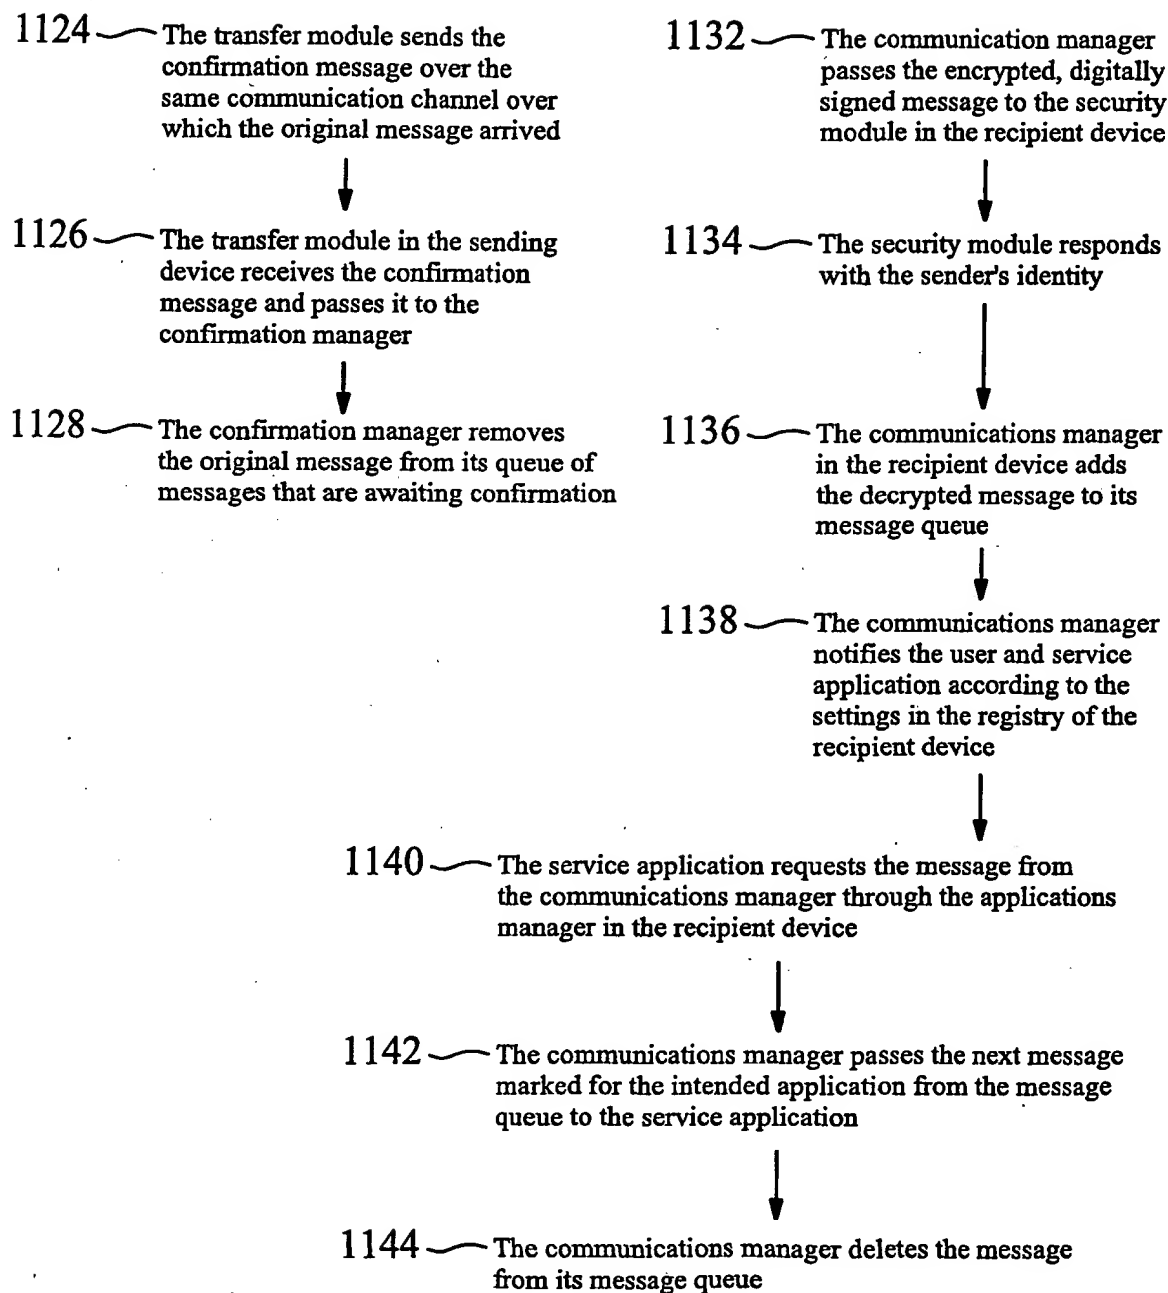 1124 The transfer module sends the
confirmation message over the
same communication channel over
which the original message arrived
1126 The transfer module in the sending
device receives the confirmation
message and passes it to the
confirmation manager
1128 The confirmation manager removes
the original message from its queue of
messages that are awaiting confirmation
1132 The communication manager
passes the encrypted, digitally
signed message to the security
module in the recipient device
1134 The security module responds
with the sender's identity
1136 The communications manager
in the recipient device adds
the decrypted message to its
message queue
1138 The communications manager
notifies the user and service
application according to the
settings in the registry of the
recipient device
1140 The service application requests the message from
the communications manager through the applications
manager in the recipient device
1142 The communications manager passes the next message
marked for the intended application from the message
queue to the service application
1144 The communications manager deletes the message
from its message queue